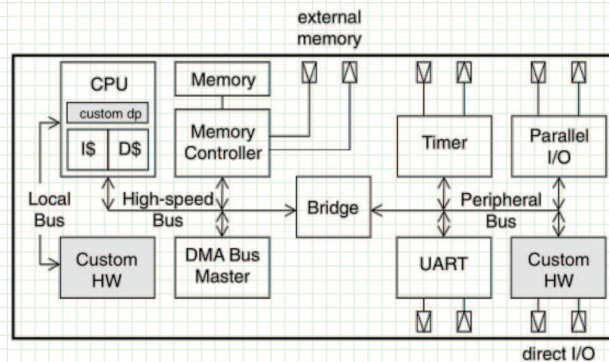 external
memory
CPU
custom dp
I$ D$
Memory
Memory
Controller
Timer
Parallel
I/O
Local
Bus
High-speed
Bus
Bridge
Peripheral
Bus
Custom
HW
DMA Bus
Master
UART
Custom
HW
direct I/O